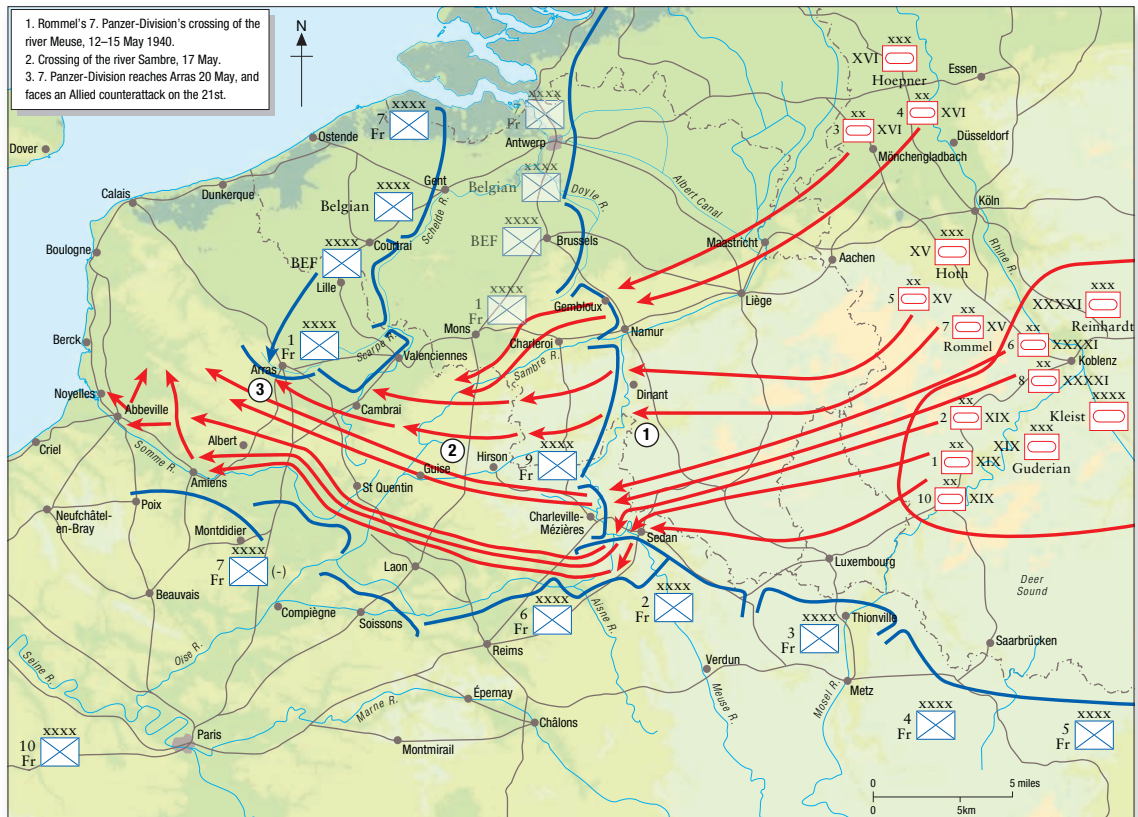 1. Rommel's 7. Panzer-Division's crossing of the
river Meuse, 12–15 May 1940.
2. Crossing of the river Sambre, 17 May.
3. 7. Panzer-Division reaches Arras 20 May, and
faces an Allied counterattack on the 21st.
N
xxx
XVI
Hoepner
Essen
xxxx
7
Fr
xxxx
7
Fr
xx
4 XVI
xx
3 XVI
Düsseldorf
Mönchengladbach
Dover
Ostende
Antwerp
Gent
Belgian
xxxx
Doyle R.
Albert Canal
Calais
Dunkerque
xxxx
Belgian
Schelde R.
Köln
Boulogne
xxxx
BEF
Courtrai
xxxx
BEF
Brussels
Maastricht
Aachen
xxx
XV
Hoth
Rhine R.
Lille
xxxx
1
Fr
Gembloux
Liège
xx
5 XV
xxx
XXXXI
Reinhardt
Berck
xxxx
1
Fr
Scarpe R.
Mons
Charleroi
Namur
xx
7 XV
Rommel
xx
6 XXXXI
Koblenz
Arras
Valenciennes
Sambre R.
3
Noyelles
Cambrai
Dinant
xx
8 XXXXI
Abbeville
xx
2 XIX
xxxx
Kleist
Criel
Albert
2
1
xxx
XIX
Guderian
Somme R.
Hirson
xxxx
9
Fr
xx
1 XIX
Amiens
Guise
St Quentin
xx
10 XIX
Neufchâtel-
en-Bray
Poix
Montdidier
Charleville-
Mézières
Sedan
xxxx
7
Fr
(-)
Laon
Luxembourg
Beauvais
Compiègne
Soissons
xxxx
6
Fr
Aisne R.
xxxx
2
Fr
Deer
Sound
Thionville
xxxx
3
Fr
Saarbrücken
Seine R.
Oise R.
Reims
Verdun
Metz
Marne R.
Épernay
Meuse R.
Mosel R.
xxxx
10
Fr
Paris
Montmirail
Châlons
xxxx
4
Fr
xxxx
5
Fr
0 5 miles
0 5km